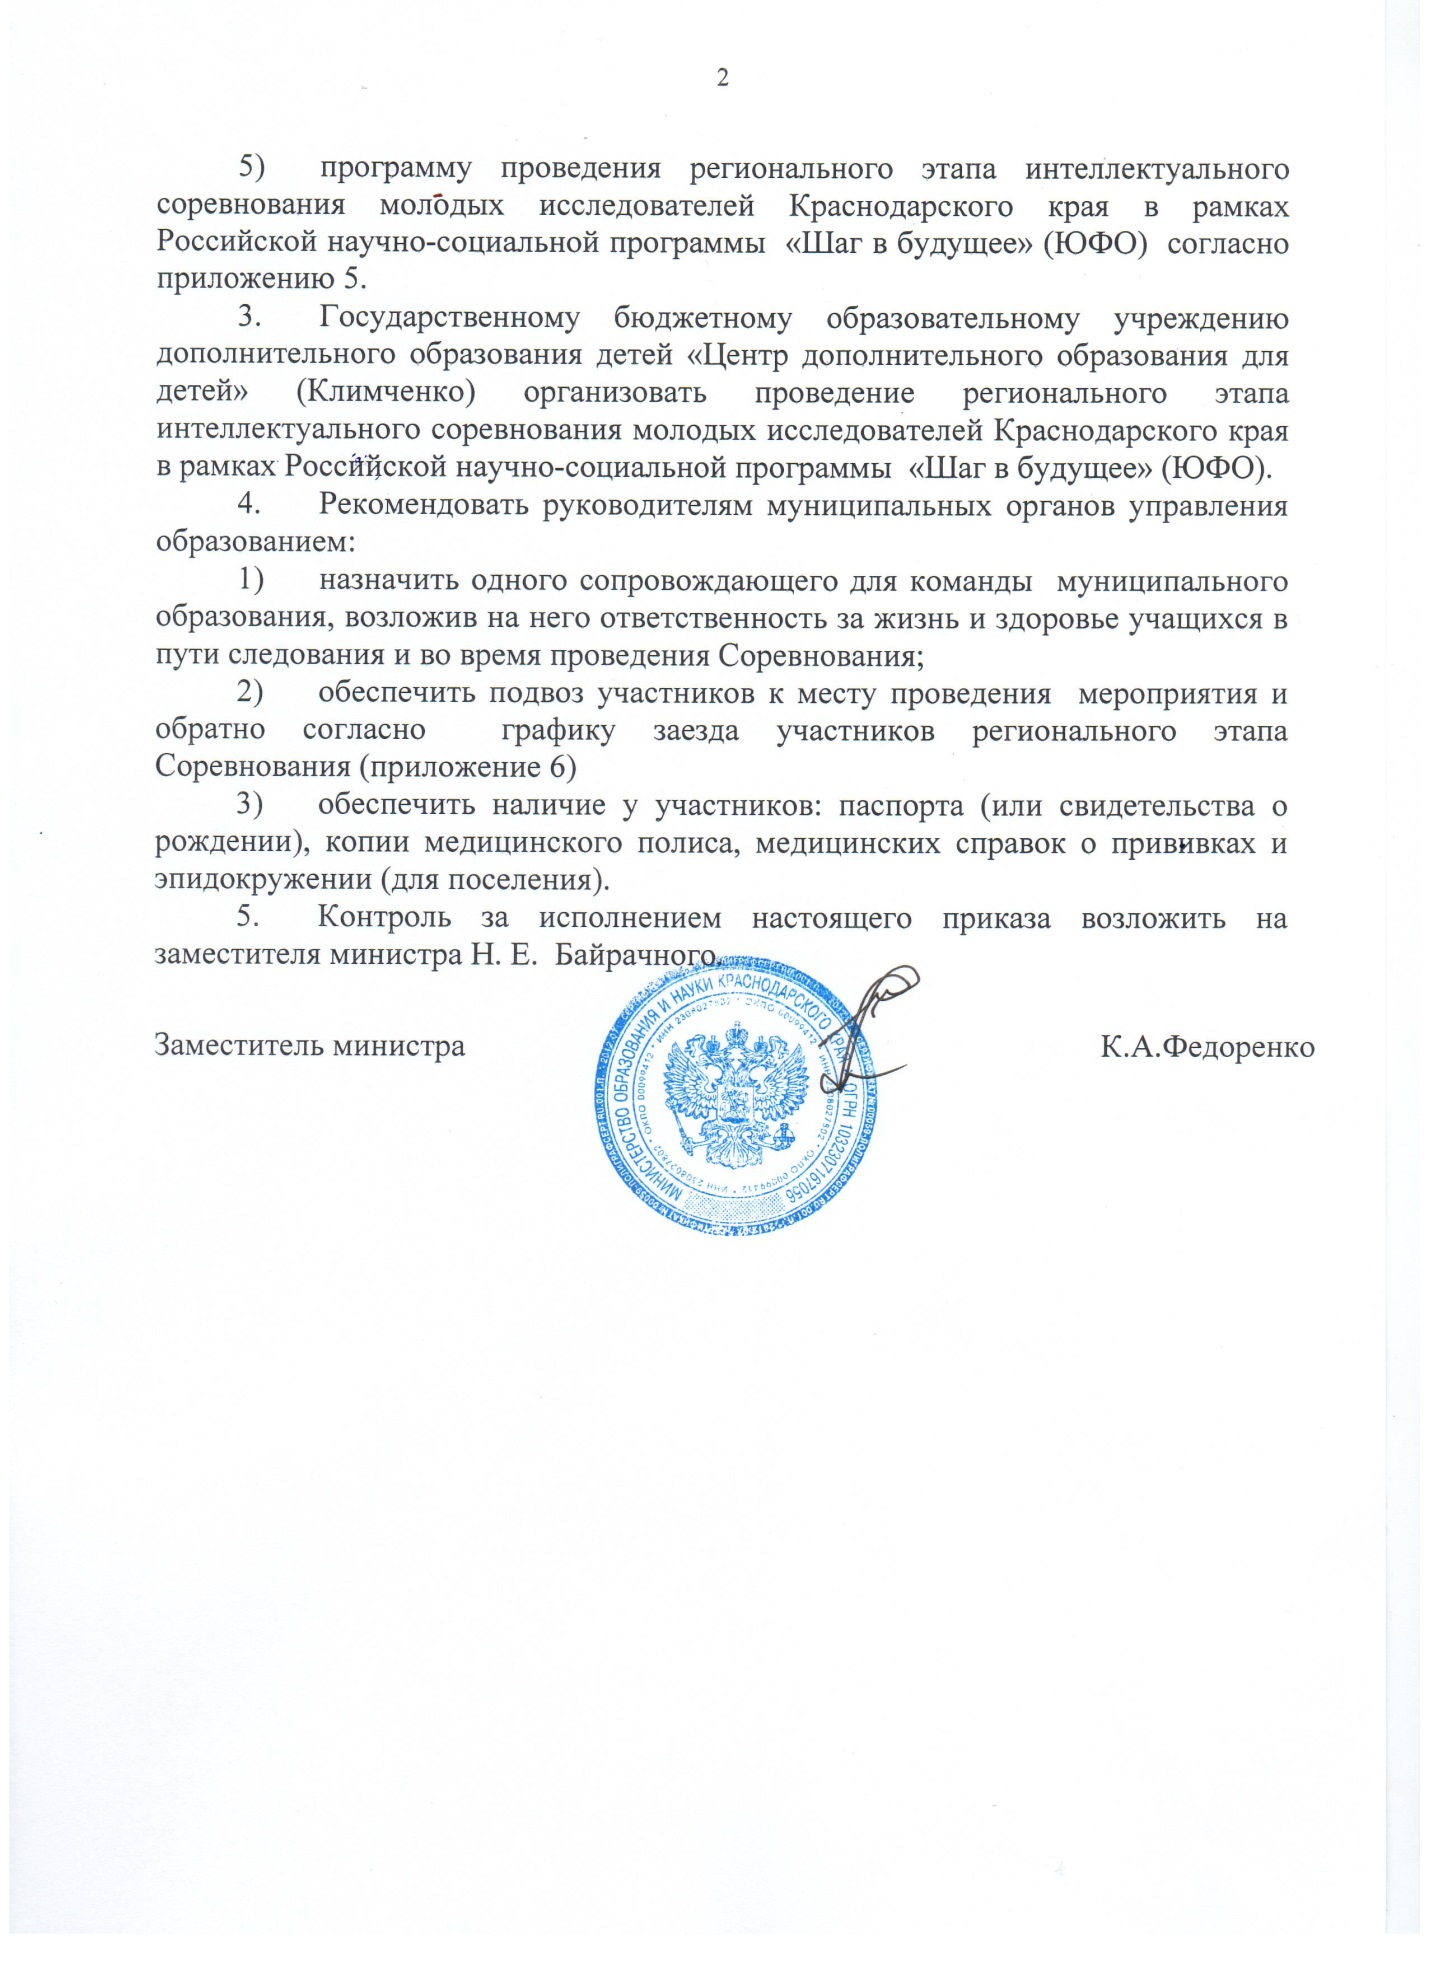 2
5) программу проведения регионального этапа интеллектуального
соревнования молодых исследователей Краснодарского края в рамках
Российской научно-социальной программы «Шаг в будущее» (ЮФО) согласно
приложению 5.
3. Государственному бюджетному образовательному учреждению
дополнительного образования детей «Центр дополнительного образования для
детей» (Климченко) организовать проведение регионального этапа
интеллектуального соревнования молодых исследователей Краснодарского края
в рамках Российской научно-социальной программы «Шаг в будущее» (ЮФО).
4. Рекомендовать руководителям муниципальных органов управления
образованием:
1) назначить одного сопровождающего для команды муниципального
образования, возложив на него ответственность за жизнь и здоровье учащихся в
пути следования и во время проведения Соревнования;
2) обеспечить подвоз участников к месту проведения мероприятия и
обратно согласно графику заезда участников регионального этапа
Соревнования (приложение 6)
3) обеспечить наличие у участников: паспорта (или свидетельства о
рождении), копии медицинского полиса, медицинских справок о прививках и
эпидокружении (для поселения).
5. Контроль за исполнением настоящего приказа возложить на
заместителя министра Н. Е. Байрачного.
Заместитель министра К.А.Федоренко
МИНИСТЕРСТВО ОБРАЗОВАНИЯ И НАУКИ КРАСНОДАРСКОГО КРАЯ ОГРН 1032307167056
ИНН 2308027802 * ОКПО 00099412